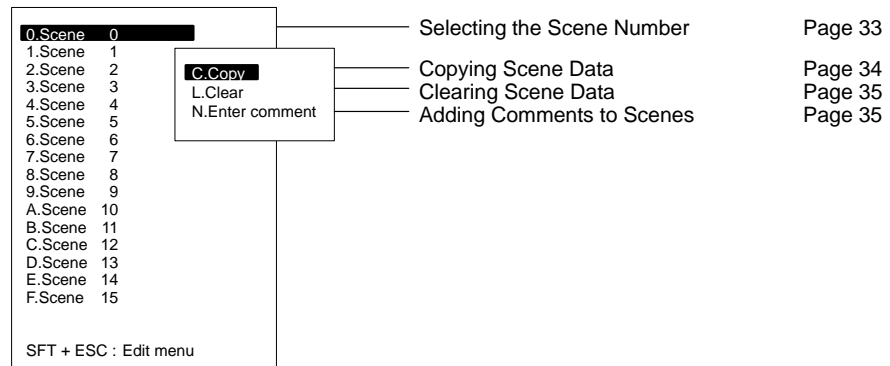 0.Scene 0 Selecting the Scene Number Page 33
1.Scene 1
2.Scene 2 C.Copy Copying Scene Data Page 34
3.Scene 3 L.Clear Clearing Scene Data Page 35
4.Scene 4 N.Enter comment Adding Comments to Scenes Page 35
5.Scene 5
6.Scene 6
7.Scene 7
8.Scene 8
9.Scene 9
A.Scene 10
B.Scene 11
C.Scene 12
D.Scene 13
E.Scene 14
F.Scene 15
SFT + ESC : Edit menu